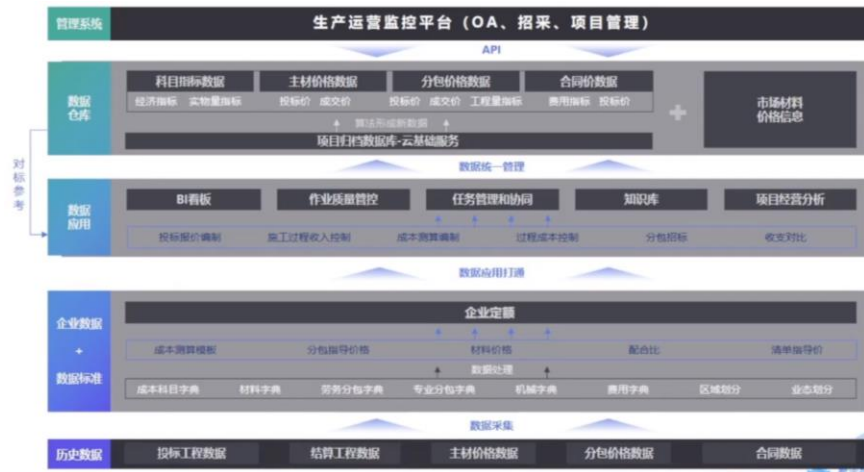 管理系统
生产运营监控平台（OA、招采、项目管理）
API
数据
仓库
科目指标数据 主材价格数据 分包价格数据 合同价数据
经济指标 实物量指标 投标价 成交价 投标价 成交价 工程量指标 费用指标 投标价
算法形成新数据
项目归档数据库-云基础服务
+
市场材料
价格信息
对标参考
数据统一管理
数据
应用
BI看板 作业质量管控 任务管理和协同 知识库 项目经营分析
投标报价编制 施工过程收入控制 成本测算编制 过程成本控制 分包招标 收支对比
数据应用打通
企业数据
+
数据标准
企业定额
成本测算模板 分包指导价格 材料价格 配合比 清单指导价
数据处理
成本科目字典 材料字典 劳务分包字典 专业分包字典 机械字典 费用字典 区域划分 业态划分
数据采集
历史数据
投标工程数据 结算工程数据 主材价格数据 分包价格数据 合同数据